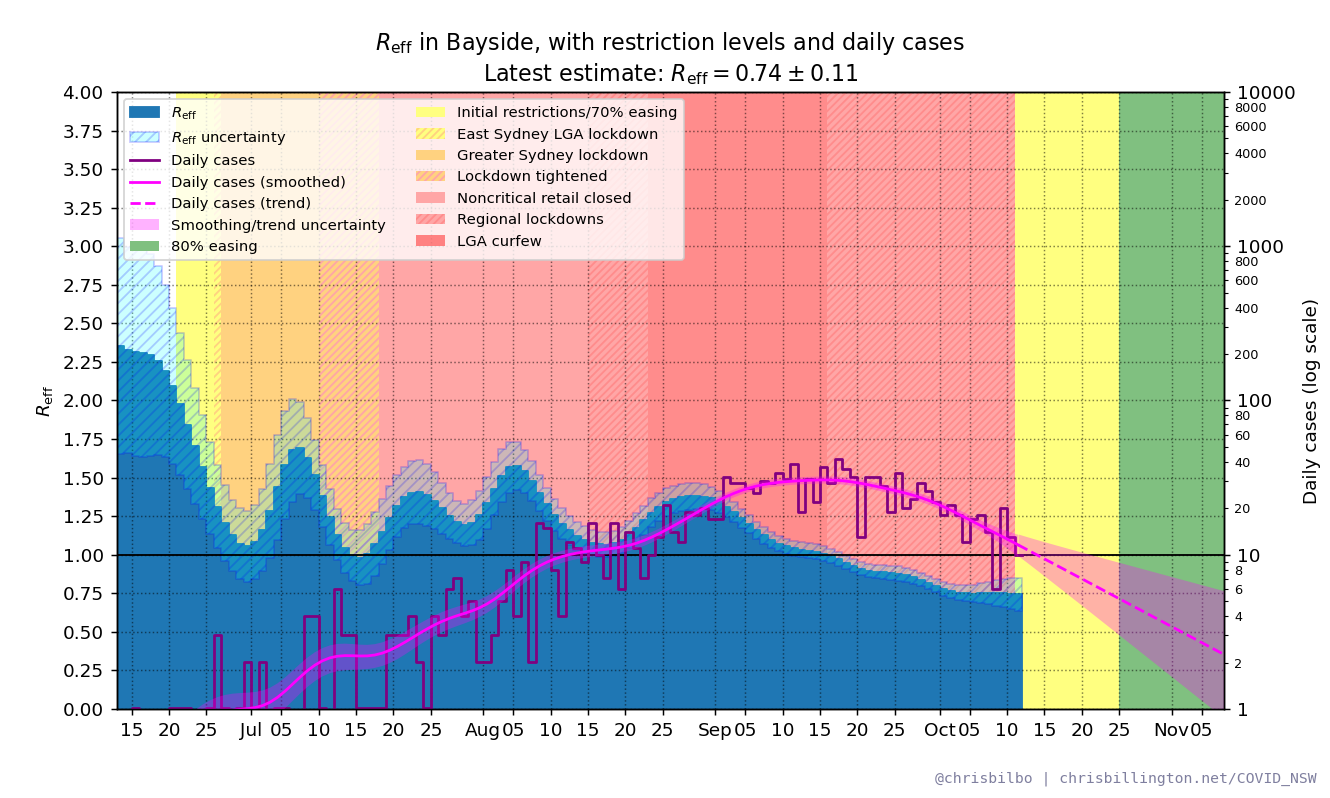 Reff in Bayside, with restriction levels and daily cases
Latest estimate: Reff = 0.74 ± 0.11
Reff
Reff uncertainty
Daily cases
Daily cases (smoothed)
Daily cases (trend)
Smoothing/trend uncertainty
80% easing
Initial restrictions/70% easing
East Sydney LGA lockdown
Greater Sydney lockdown
Lockdown tightened
Noncritical retail closed
Regional lockdowns
LGA curfew
Reff
4.00
3.75
3.50
3.25
3.00
2.75
2.50
2.25
2.00
1.75
1.50
1.25
1.00
0.75
0.50
0.25
0.00
10000
8000
6000
4000
2000
1000
800
600
400
200
100
80
60
40
20
10
8
6
4
2
1
Daily cases (log scale)
15 20 25 Jul 05 10 15 20 25 Aug 05 10 15 20 25 Sep 05 10 15 20 25 Oct 05 10 15 20 25 Nov 05
@chrisbilbo | chrisbillington.net/COVID_NSW